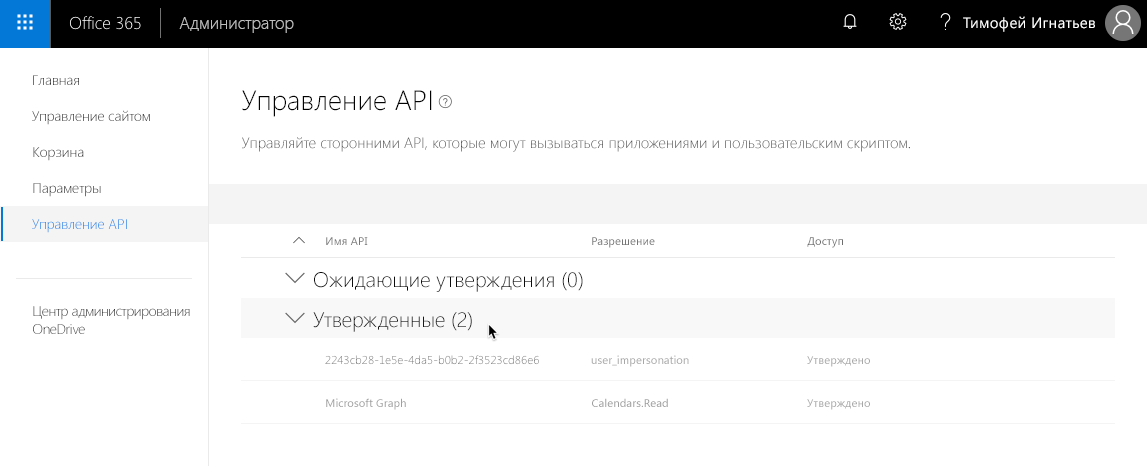 Office 365 Администратор ? Тимофей Игнатьев
Главная
Управление сайтом
Корзина
Параметры
Управление API
Центр администрирования
OneDrive
Управление API ?
Управляйте сторонними API, которые могут вызываться приложениями и пользовательским скриптом.
Имя API Разрешение Доступ
Ожидающие утверждения (0)
Утвержденные (2)
2243cb28-1e5e-4da5-b0b2-2f3523cd86e6 user_impersonation Утверждено
Microsoft Graph Calendars.Read Утверждено